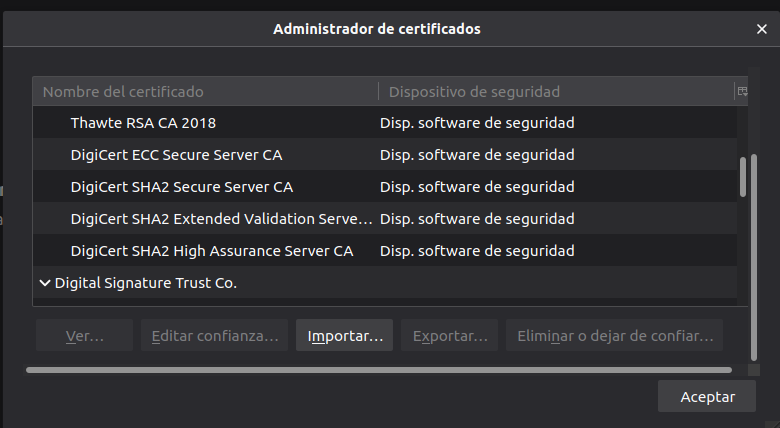 Administrador de certificados
Nombre del certificado Dispositivo de seguridad
Thawte RSA CA 2018 Disp. software de seguridad
DigiCert ECC Secure Server CA Disp. software de seguridad
DigiCert SHA2 Secure Server CA Disp. software de seguridad
DigiCert SHA2 Extended Validation Serve… Disp. software de seguridad
DigiCert SHA2 High Assurance Server CA Disp. software de seguridad
Digital Signature Trust Co.
Ver… Editar confianza… Importar… Exportar… Eliminar o dejar de confiar…
Aceptar